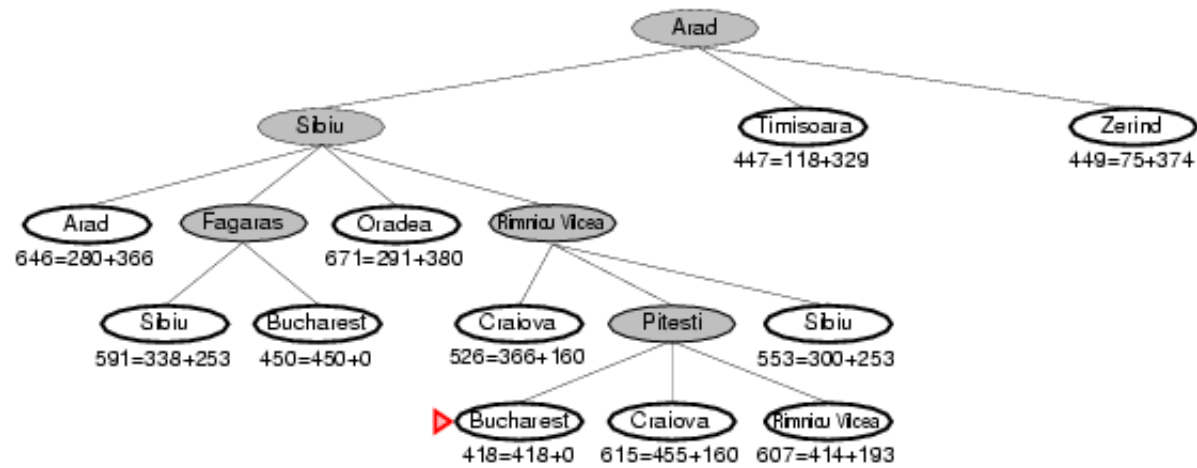 Arad
Sibiu
Timisoara
Zerind
447=118+329
449=75+374
Arad
Fagaras
Oradea
Rimnicu Vilcea
646=280+366
671=291+380
Sibiu
Bucharest
Craiova
Pitesti
Sibiu
591=338+253
450=450+0
526=366+160
553=300+253
Bucharest
Craiova
Rimnicu Vilcea
418=418+0
615=455+160
607=414+193